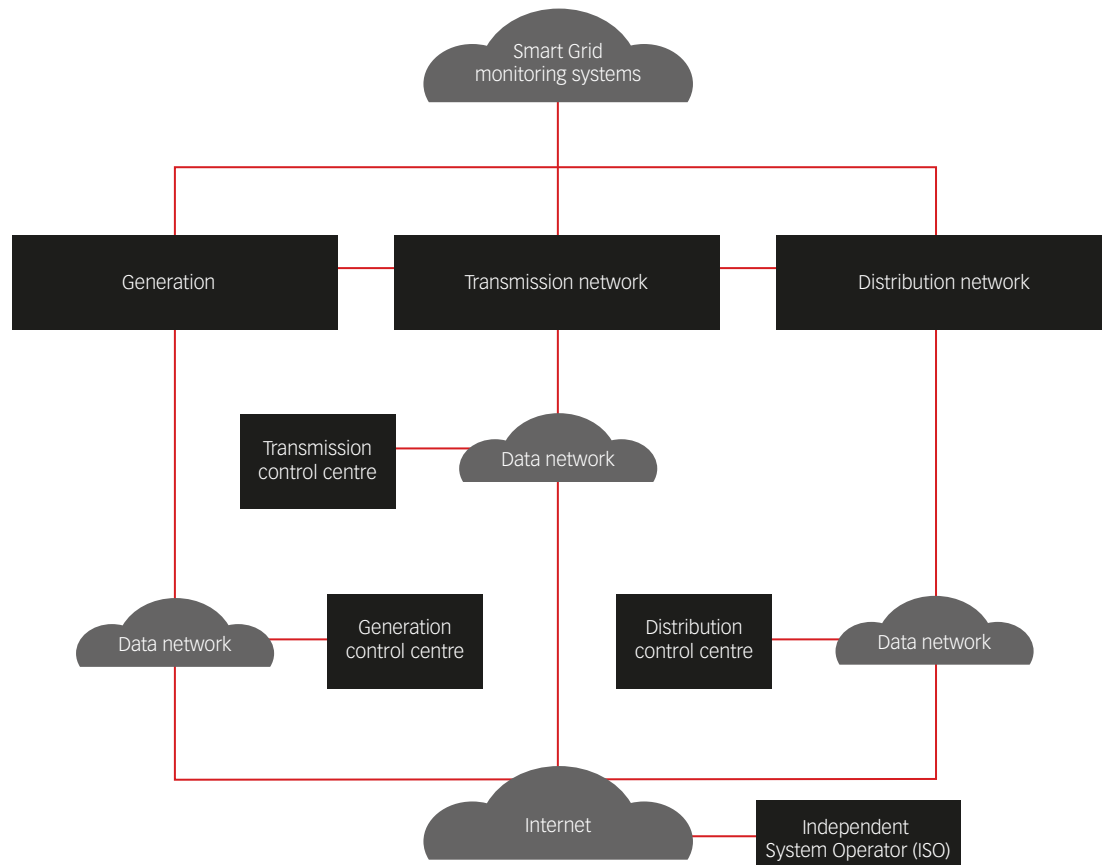 Smart Grid
monitoring systems
Generation
Transmission network
Distribution network
Transmission
control centre
Data network
Data network
Generation
control centre
Distribution
control centre
Data network
Internet
Independent
System Operator (ISO)